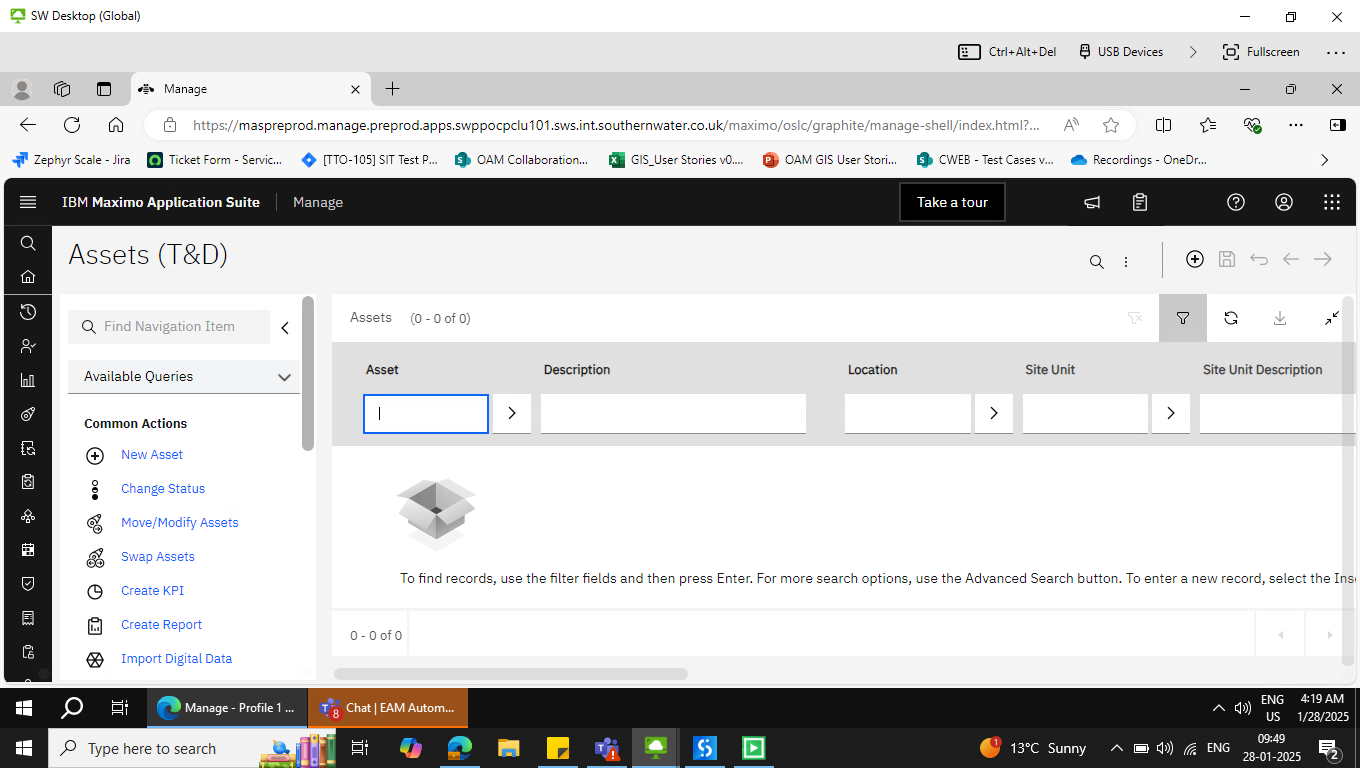 SW Desktop (Global)
Ctrl+Alt+Del
USB Devices
Fullscreen
Manage
https://maspreprod.manage.preprod.apps.swppocpclu101.sws.int.southernwater.co.uk/maximo/oslc/graphite/manage-shell/index.html?...
Zephyr Scale - Jira
Ticket Form - Servic...
[TTO-105] SIT Test P...
OAM Collaboration...
GIS_User Stories v0....
OAM GIS User Stori...
CWEB - Test Cases v...
Recordings - OneDr...
IBM Maximo Application Suite
Manage
Take a tour
Assets (T&D)
Find Navigation Item
Available Queries
Common Actions
New Asset
Change Status
Move/Modify Assets
Swap Assets
Create KPI
Create Report
Import Digital Data
Assets (0 - 0 of 0)
Asset
Description
Location
Site Unit
Site Unit Description
To find records, use the filter fields and then press Enter. For more search options, use the Advanced Search button. To enter a new record, select the Inse
0 - 0 of 0
Manage - Profile 1 ...
8
Chat | EAM Autom...
ENG
US
4:19 AM
1/28/2025
Type here to search
1
13°C Sunny
ENG
09:49
28-01-2025
2